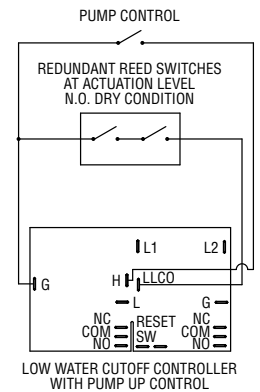 PUMP CONTROL
REDUNDANT REED SWITCHES
AT ACTUATION LEVEL
N.O. DRY CONDITION
L1 L2
G H LLCO
L G
NC RESET NC
COM SW COM
NO NO
LOW WATER CUTOFF CONTROLLER
WITH PUMP UP CONTROL